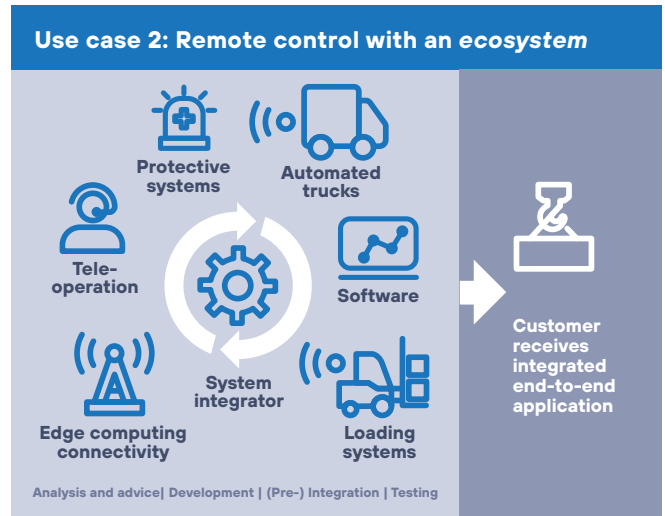 Use case 2: Remote control with an ecosystem
Protective
systems
Automated
trucks
Tele-
operation
Software
System
integrator
Edge computing
connectivity
Loading
systems
Customer
receives
integrated
end-to-end
application
Analysis and advice| Development | (Pre-) Integration | Testing